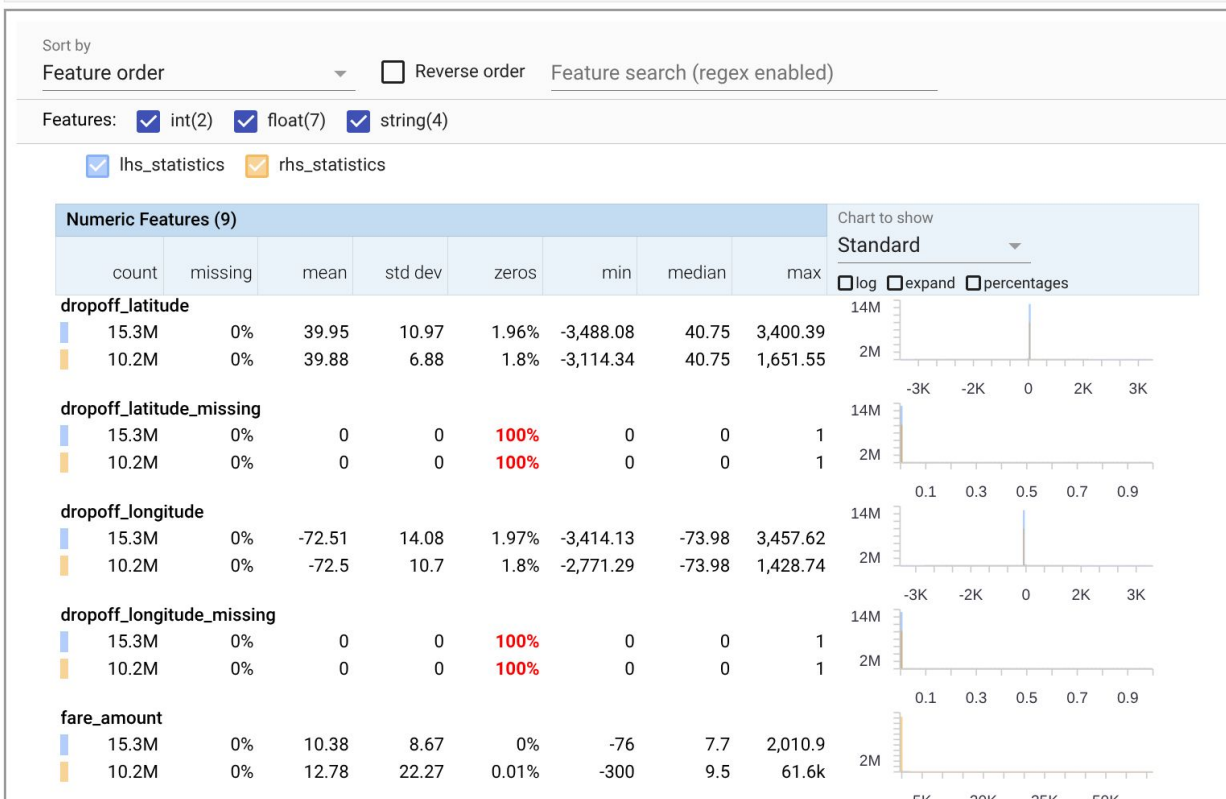 Sort by
Feature order
Reverse order
Feature search (regex enabled)
Features: int(2) float(7) string(4)
lhs_statistics rhs_statistics
Numeric Features (9)
Chart to show
Standard
count missing mean std dev zeros min median max
log expand percentages
dropoff_latitude
15.3M 0% 39.95 10.97 1.96% -3,488.08 40.75 3,400.39
10.2M 0% 39.88 6.88 1.8% -3,114.34 40.75 1,651.55
14M
2M
-3K -2K 0 2K 3K
dropoff_latitude_missing
15.3M 0% 0 0 100% 0 0 1
10.2M 0% 0 0 100% 0 0 1
14M
2M
0.1 0.3 0.5 0.7 0.9
dropoff_longitude
15.3M 0% -72.51 14.08 1.97% -3,414.13 -73.98 3,457.62
10.2M 0% -72.5 10.7 1.8% -2,771.29 -73.98 1,428.74
14M
2M
-3K -2K 0 2K 3K
dropoff_longitude_missing
15.3M 0% 0 0 100% 0 0 1
10.2M 0% 0 0 100% 0 0 1
14M
2M
0.1 0.3 0.5 0.7 0.9
fare_amount
15.3M 0% 10.38 8.67 0% -76 7.7 2,010.9
10.2M 0% 12.78 22.27 0.01% -300 9.5 61.6k
2M